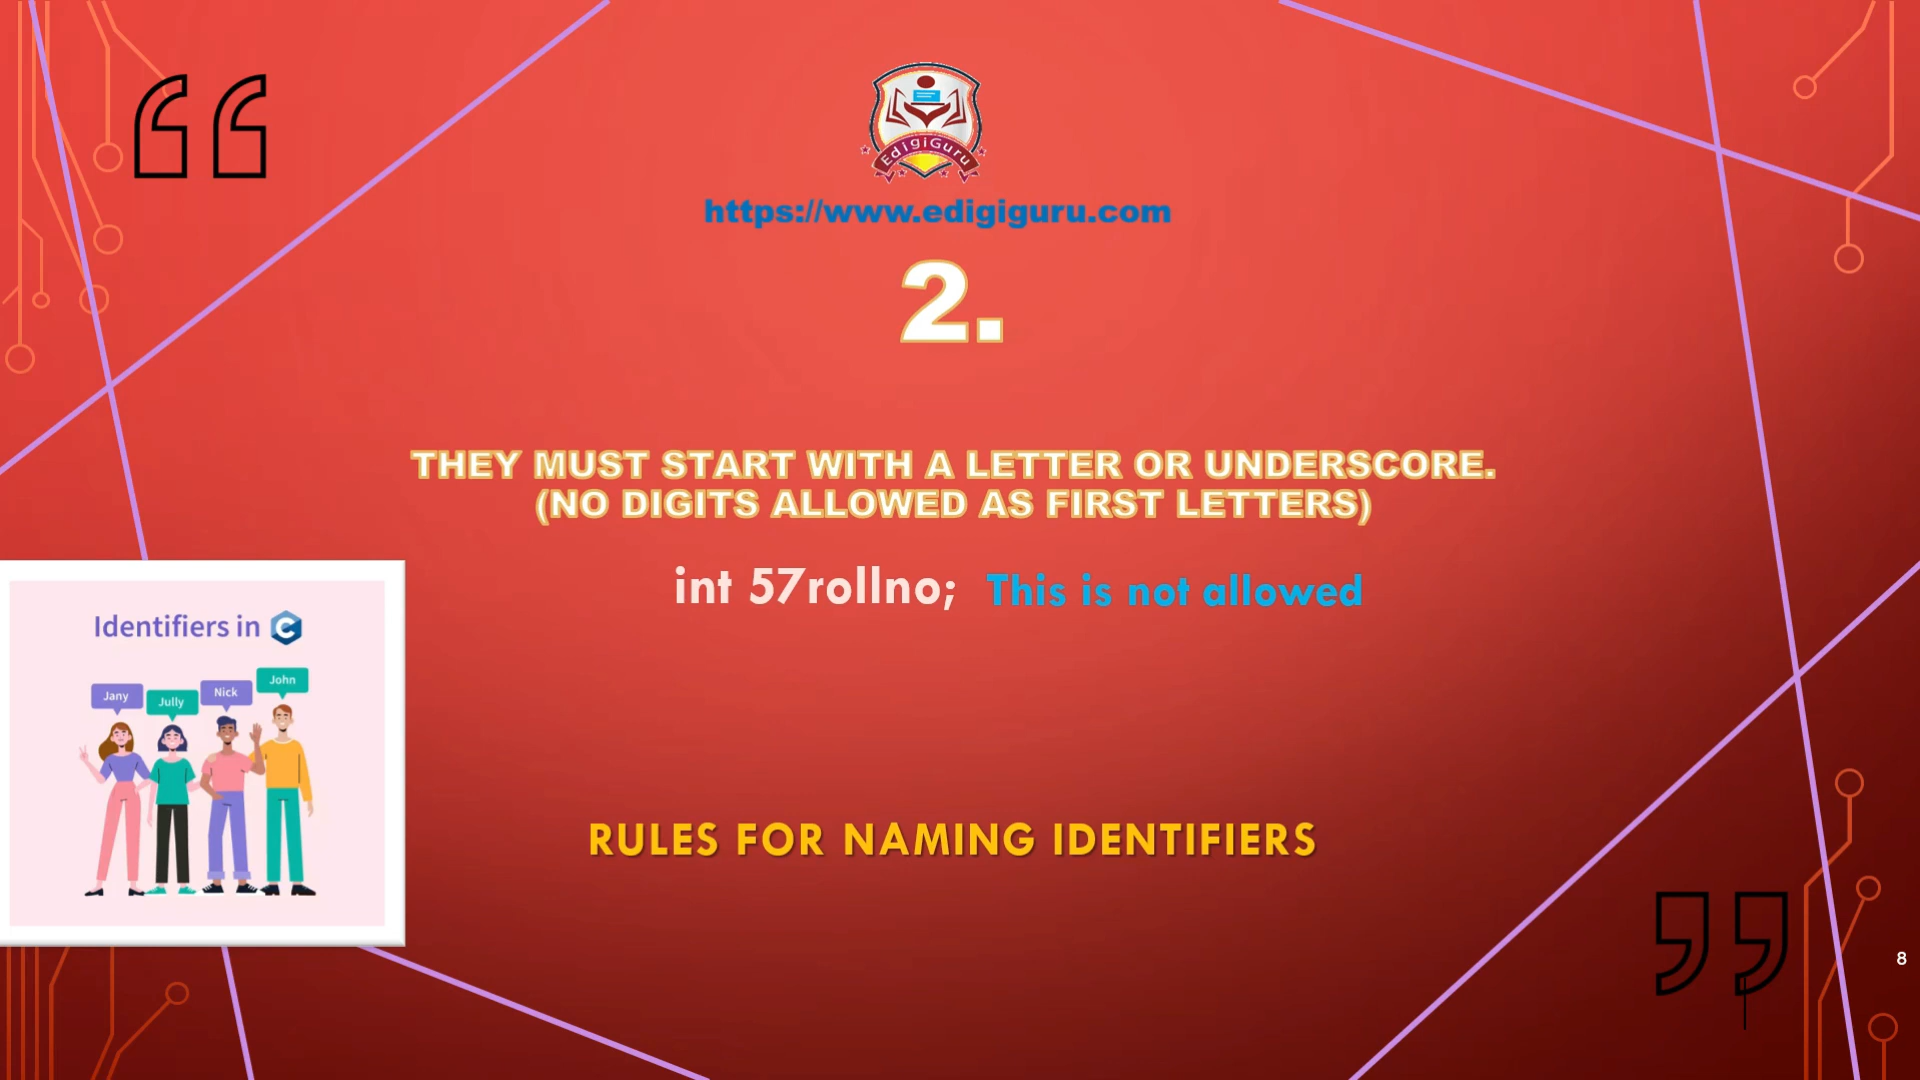 EdigiGuru
https://www.edigiguru.com
2.
THEY MUST START WITH A LETTER OR UNDERSCORE.
(NO DIGITS ALLOWED AS FIRST LETTERS)
int 57rollno; This is not allowed
Identifiers in C
Jany
Jully
Nick
John
RULES FOR NAMING IDENTIFIERS
8